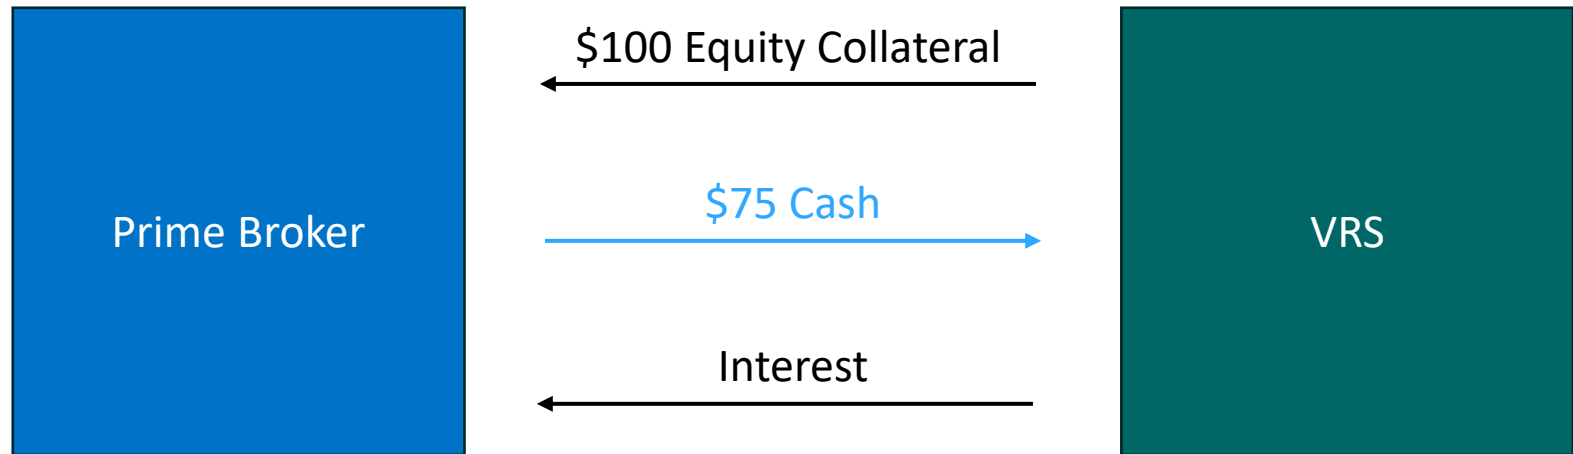 $100 Equity Collateral
$75 Cash
Prime Broker
VRS
Interest